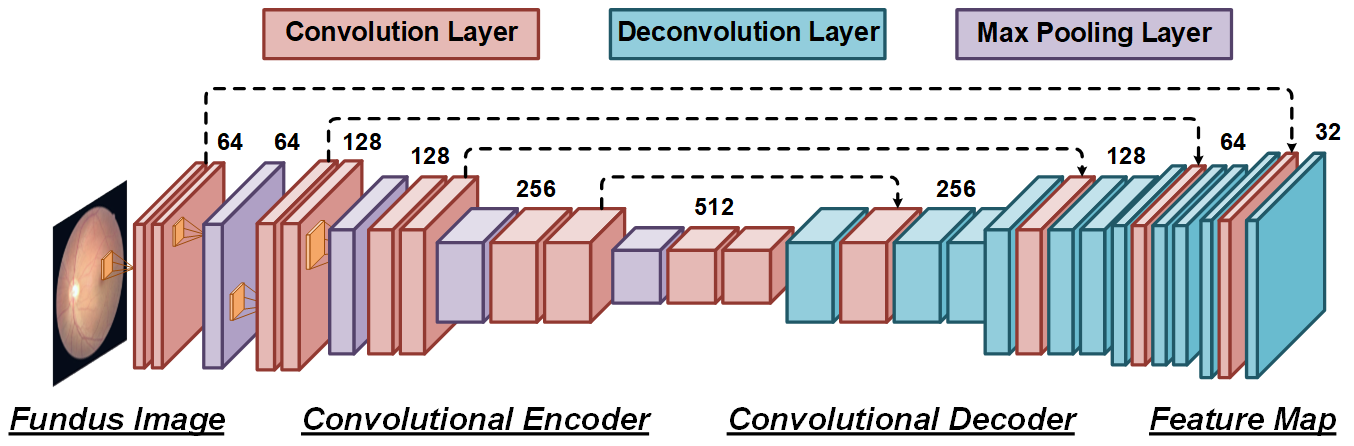 Convolution Layer
Deconvolution Layer
Max Pooling Layer
64
64
128
128
256
512
256
128
64
32
Fundus Image
Convolutional Encoder
Convolutional Decoder
Feature Map